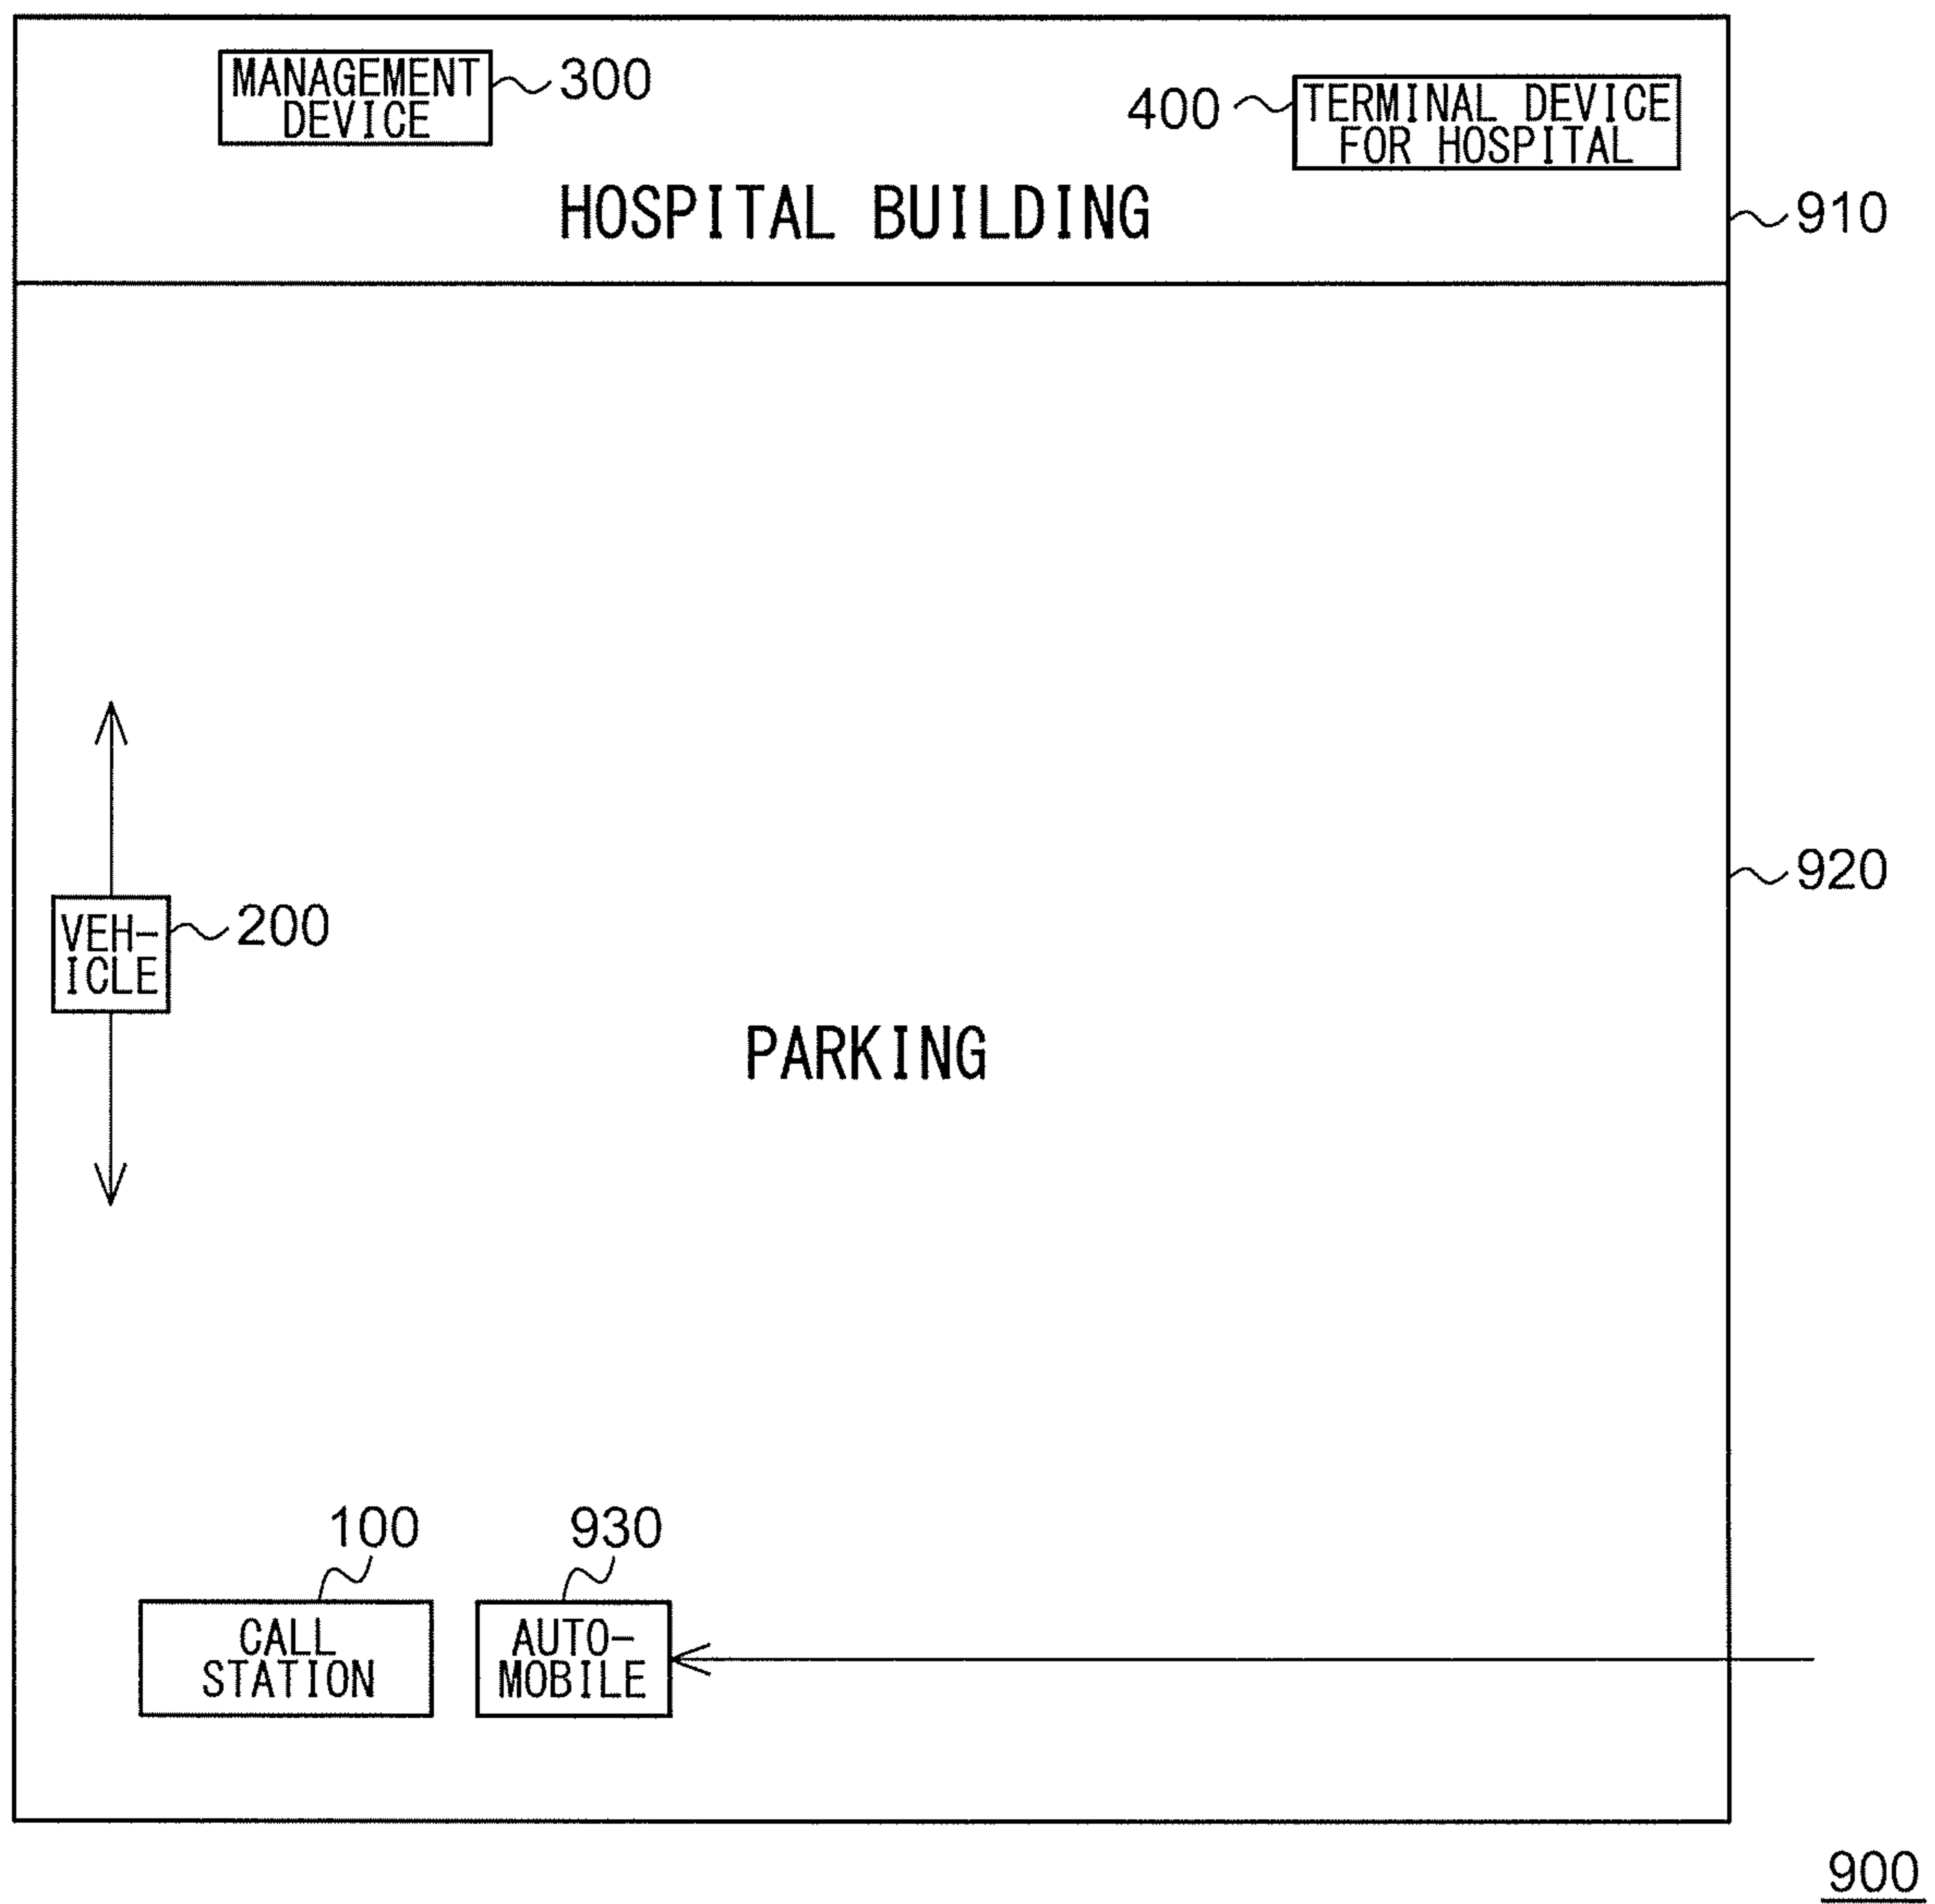 MANAGEMENT
DEVICE
300
400
TERMINAL DEVICE
FOR HOSPITAL
HOSPITAL BUILDING
910
920
VEH-
ICLE
200
PARKING
100
930
CALL
STATION
AUTO-
MOBILE
900